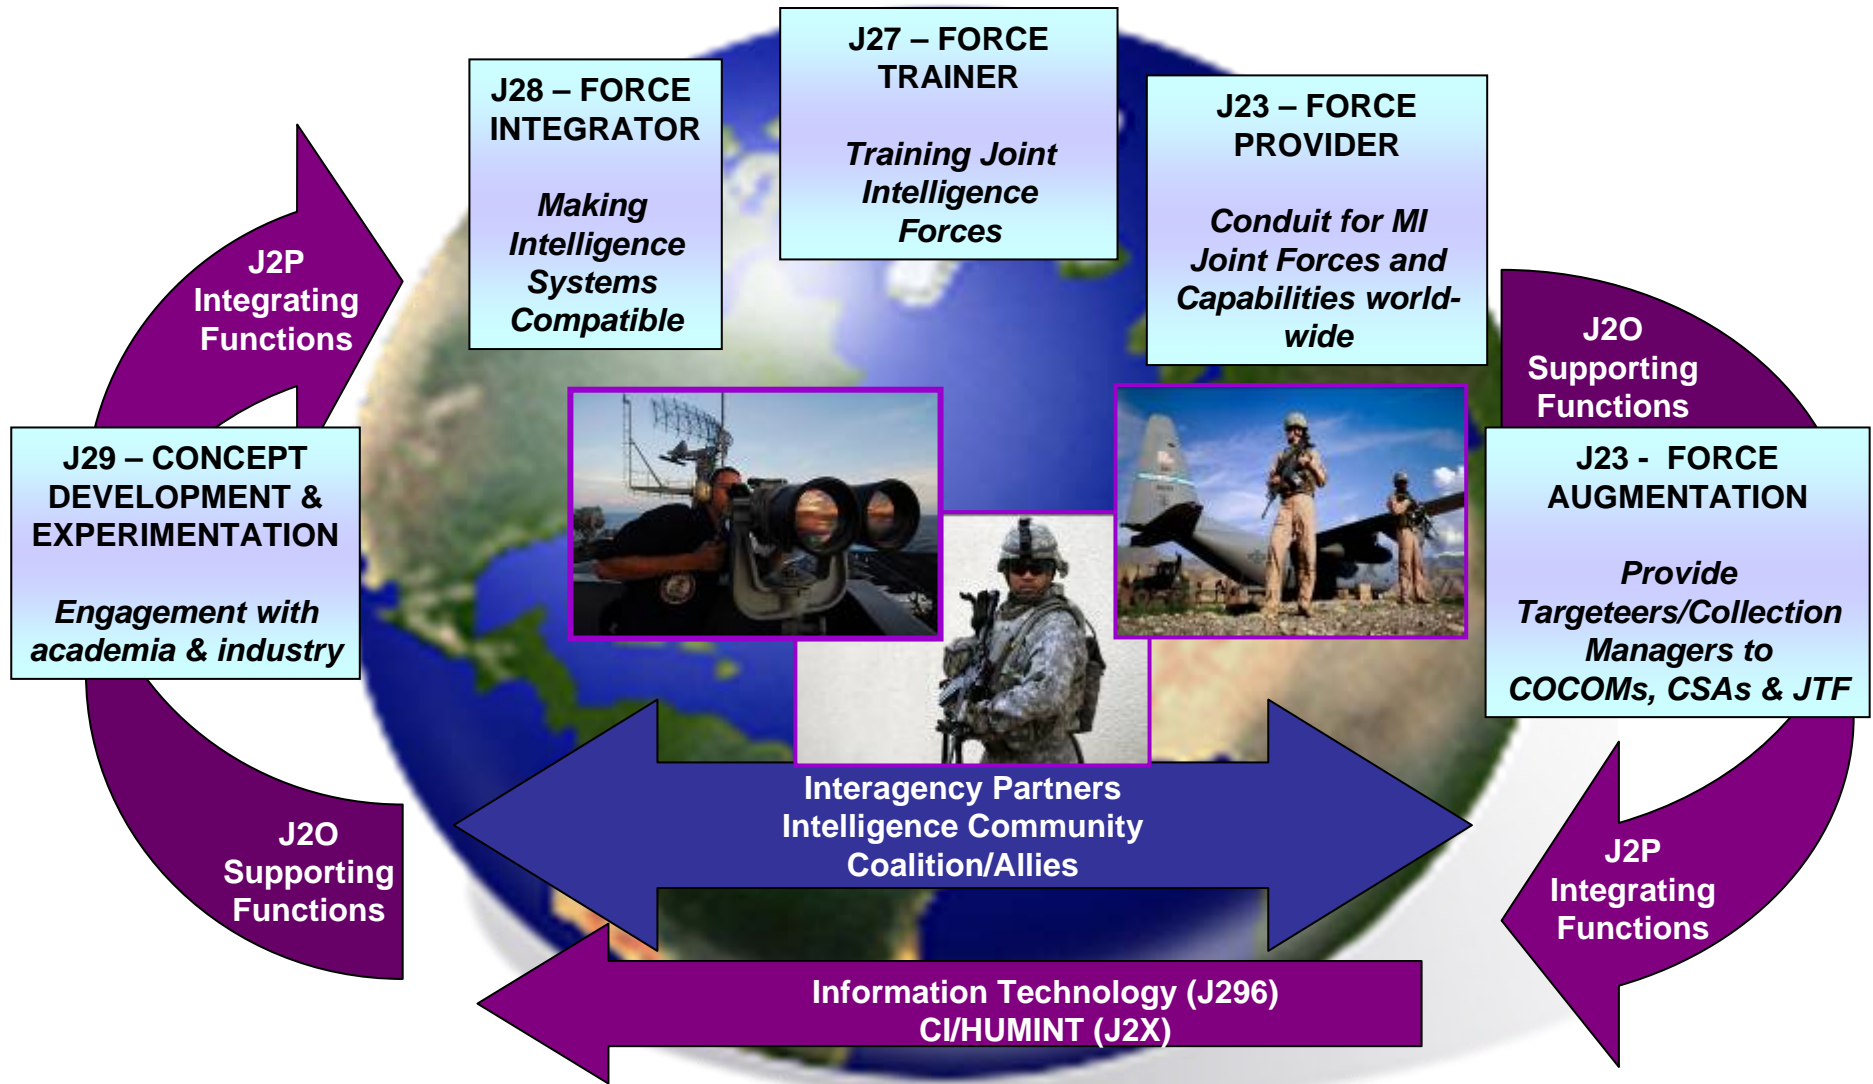 J27 – FORCE
TRAINER
Training Joint
Intelligence
Forces
J28 – FORCE
INTEGRATOR
Making
Intelligence
Systems
Compatible
J23 – FORCE
PROVIDER
Conduit for MI
Joint Forces and
Capabilities world-
wide
J2P
Integrating
Functions
J2O
Supporting
Functions
J29 – CONCEPT
DEVELOPMENT &
EXPERIMENTATION
Engagement with
academia & industry
J23 - FORCE
AUGMENTATION
Provide
Targeteers/Collection
Managers to
COCOMs, CSAs & JTF
Interagency Partners
Intelligence Community
Coalition/Allies
J2O
Supporting
Functions
J2P
Integrating
Functions
Information Technology (J296)
CI/HUMINT (J2X)